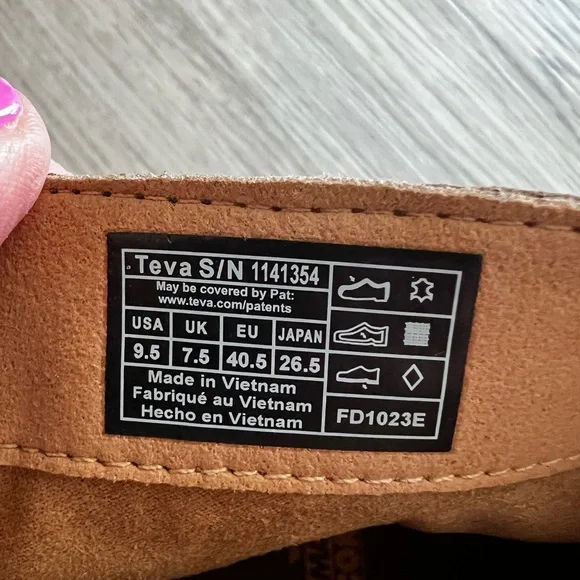 Teva S/N 1141354
May be covered by Pat:
www.teva.com/patents
USA UK EU JAPAN
9.5 7.5 40.5 26.5
Made in Vietnam
Fabriqué au Vietnam
Hecho en Vietnam
FD1023E